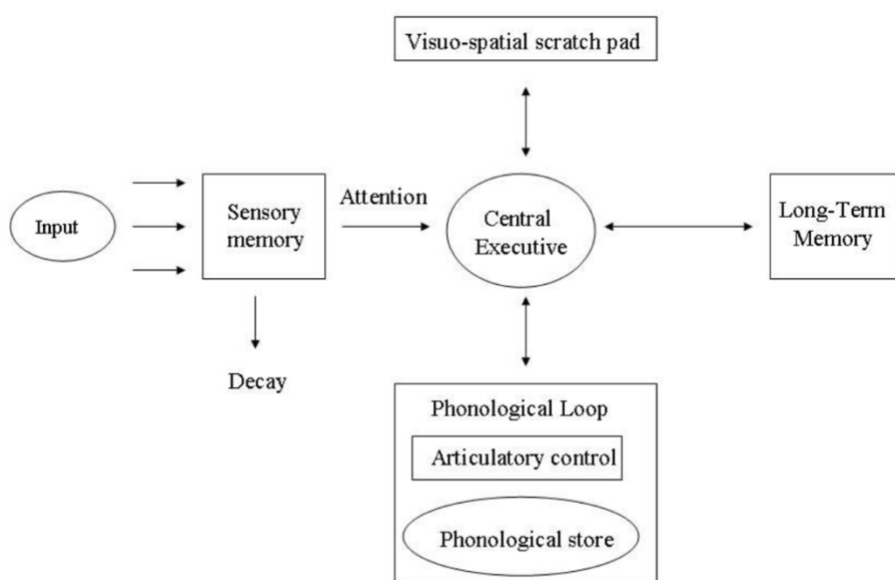 Visuo-spatial scratch pad
Input
Sensory
memory
Attention
Central
Executive
Long-Term
Memory
Decay
Phonological Loop
Articulatory control
Phonological store